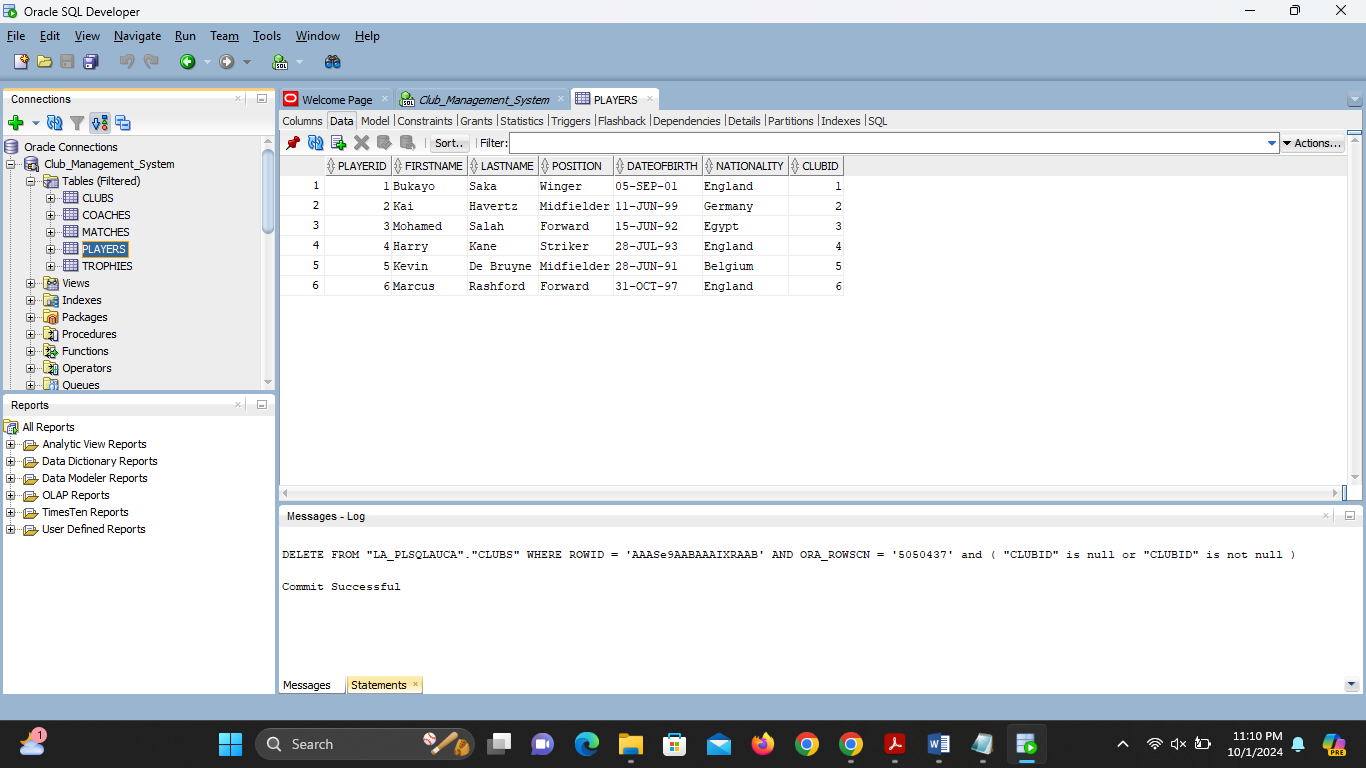 Oracle SQL Developer
File Edit View Navigate Run Team Tools Window Help
Connections
Oracle Connections
Club_Management_System
Tables (Filtered)
CLUBS
COACHES
MATCHES
PLAYERS
TROPHIES
Views
Indexes
Packages
Procedures
Functions
Operators
Queues
Reports
All Reports
Analytic View Reports
Data Dictionary Reports
Data Modeler Reports
OLAP Reports
TimesTen Reports
User Defined Reports
Welcome Page Club_Management_System PLAYERS
Columns Data Model Constraints Grants Statistics Triggers Flashback Dependencies Details Partitions Indexes SQL
Sort.. Filter: Actions...
PLAYERID FIRSTNAME LASTNAME POSITION DATEOFBIRTH NATIONALITY CLUBID
1 1 Bukayo Saka Winger 05-SEP-01 England 1
2 2 Kai Havertz Midfielder 11-JUN-99 Germany 2
3 3 Mohamed Salah Forward 15-JUN-92 Egypt 3
4 4 Harry Kane Striker 28-JUL-93 England 4
5 5 Kevin De Bruyne Midfielder 28-JUN-91 Belgium 5
6 6 Marcus Rashford Forward 31-OCT-97 England 6
Messages - Log
DELETE FROM "LA_PLSQLAUCA"."CLUBS" WHERE ROWID = 'AAASe9AABAAAIXRAAB' AND ORA_ROWSCN = '5050437' and ( "CLUBID" is null or "CLUBID" is not null )
Commit Successful
Messages Statements
1
Search
PRE
11:10 PM
10/1/2024